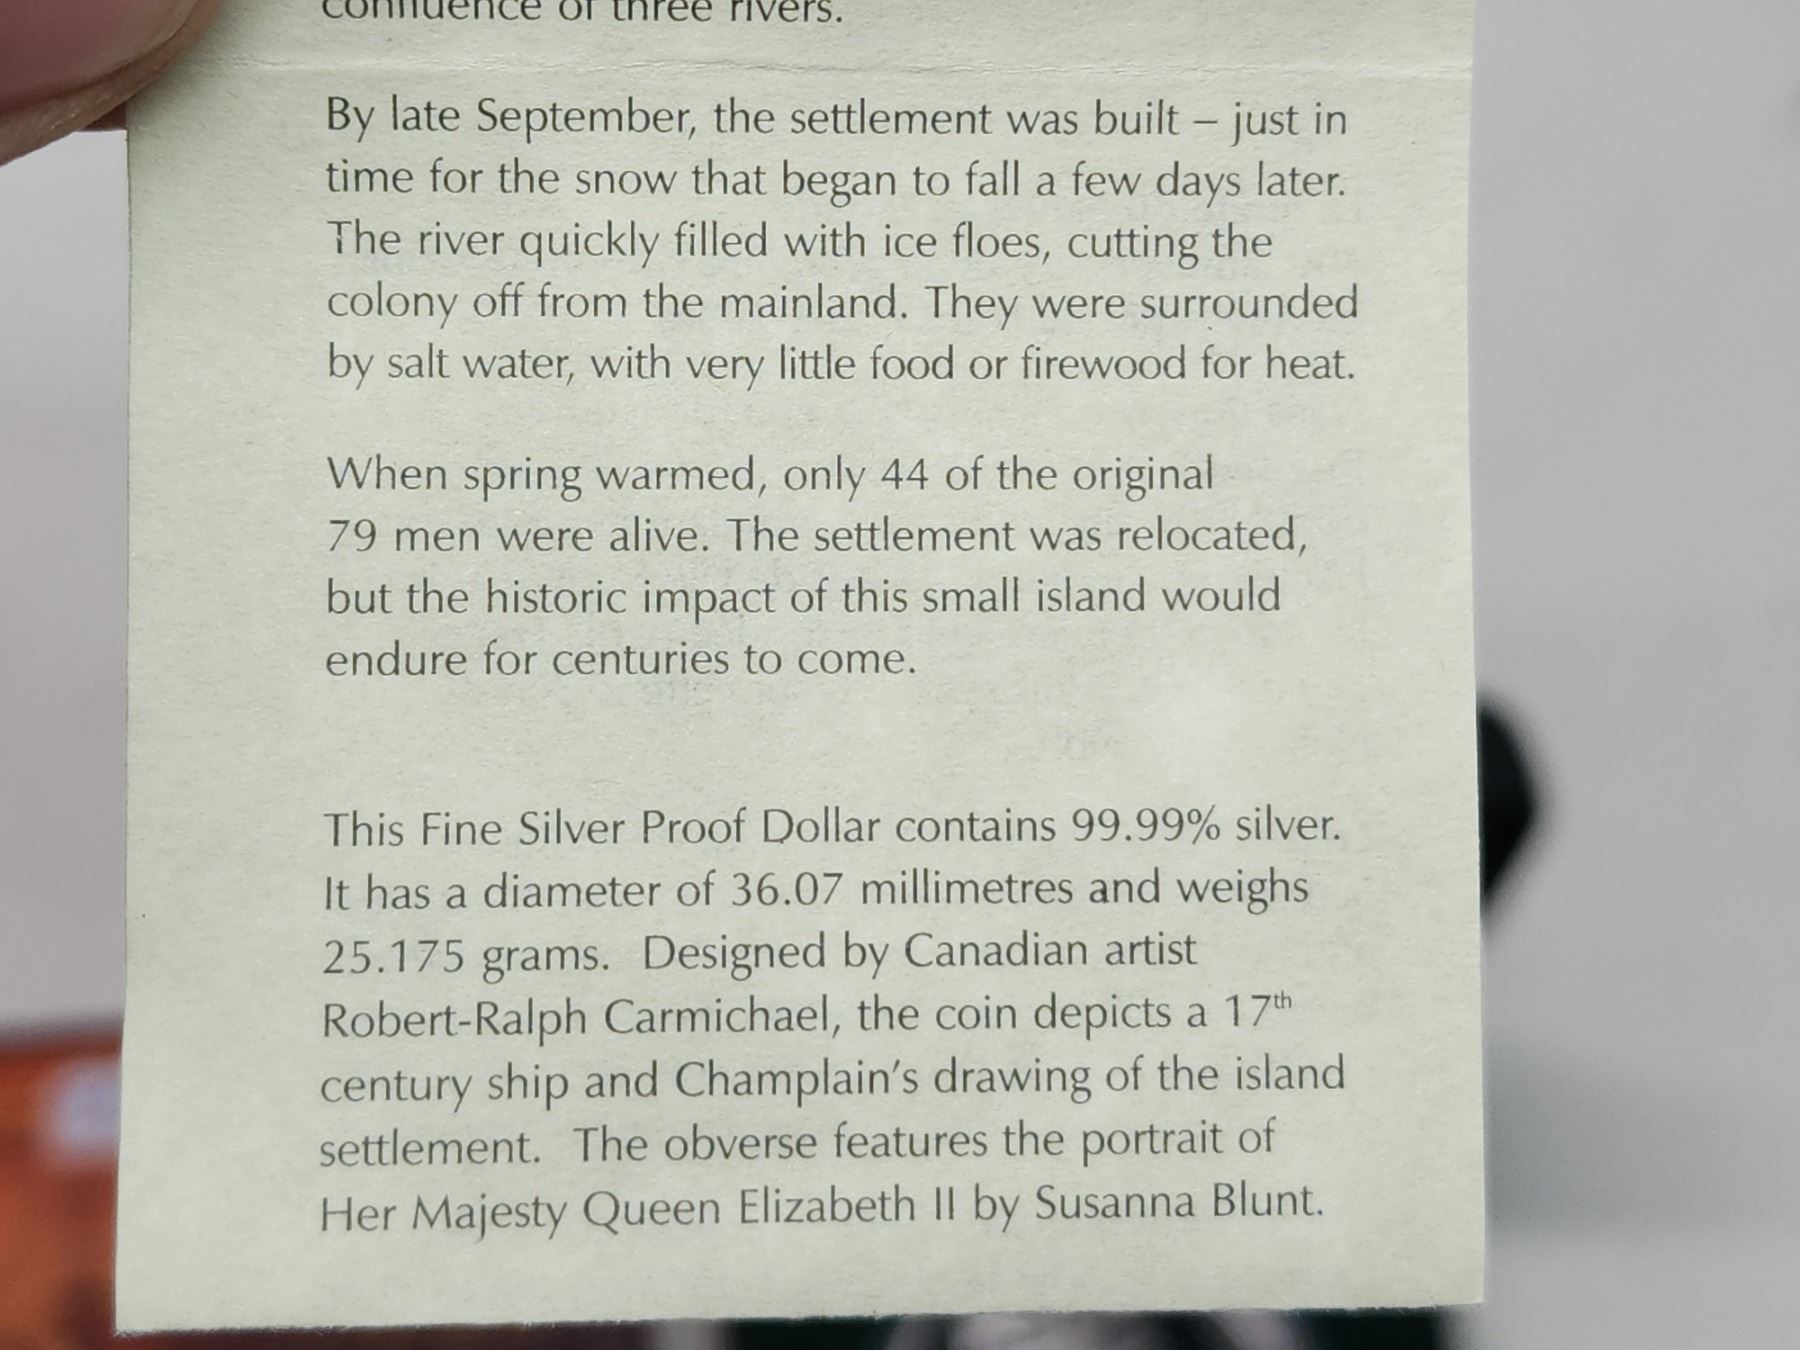 confluence of three rivers.
By late September, the settlement was built – just in
time for the snow that began to fall a few days later.
The river quickly filled with ice floes, cutting the
colony off from the mainland. They were surrounded
by salt water, with very little food or firewood for heat.
When spring warmed, only 44 of the original
79 men were alive. The settlement was relocated,
but the historic impact of this small island would
endure for centuries to come.
This Fine Silver Proof Dollar contains 99.99% silver.
It has a diameter of 36.07 millimetres and weighs
25.175 grams.  Designed by Canadian artist
Robert-Ralph Carmichael, the coin depicts a 17th
century ship and Champlain's drawing of the island
settlement.  The obverse features the portrait of
Her Majesty Queen Elizabeth II by Susanna Blunt.